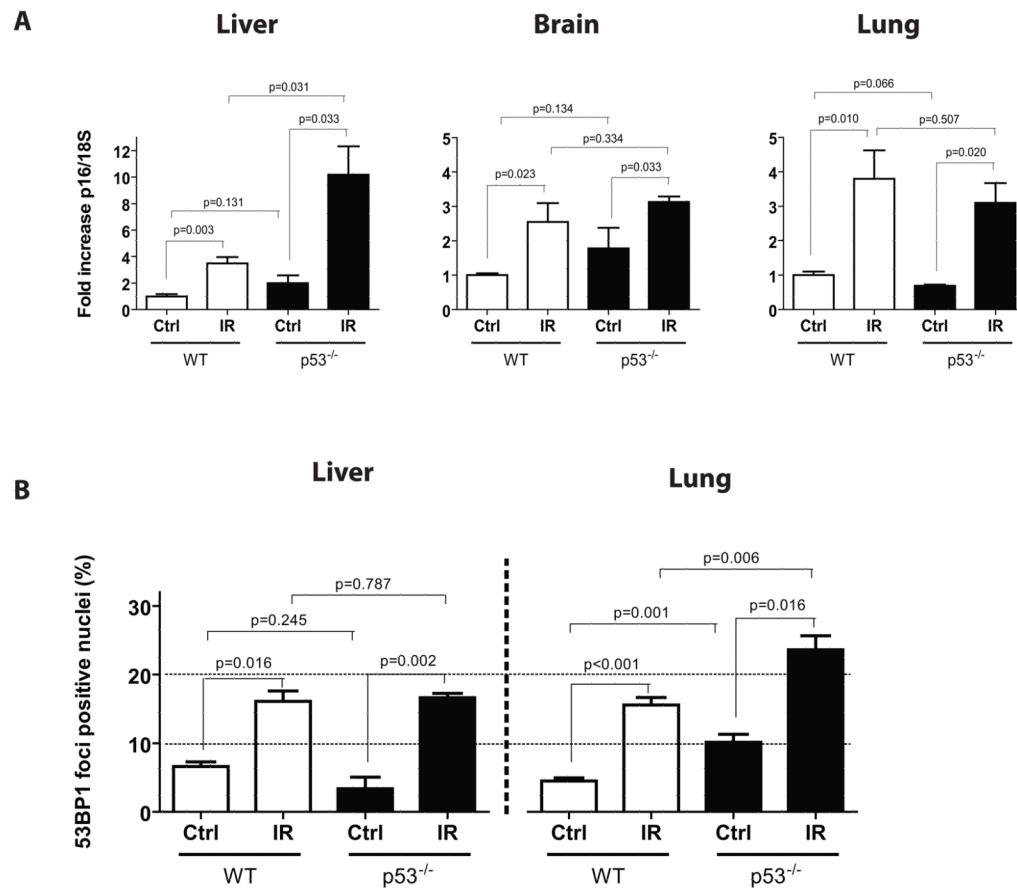 A
Liver
Brain
Lung
Fold increase p16/18S
p=0.031
p=0.033
p=0.131
p=0.003
12
10
8
6
4
2
0
Ctrl IR Ctrl IR
WT p53-/-
p=0.134
p=0.334
p=0.023
p=0.033
5
4
3
2
1
0
Ctrl IR Ctrl IR
WT p53-/-
p=0.066
p=0.010
p=0.507
p=0.020
5
4
3
2
1
0
Ctrl IR Ctrl IR
WT p53-/-
B
Liver
Lung
53BP1 foci positive nuclei (%)
30
20
10
0
p=0.787
p=0.245
p=0.016
p=0.002
Ctrl IR Ctrl IR
WT p53-/-
p=0.006
p=0.001
p=0.016
p<0.001
Ctrl IR Ctrl IR
WT p53-/-